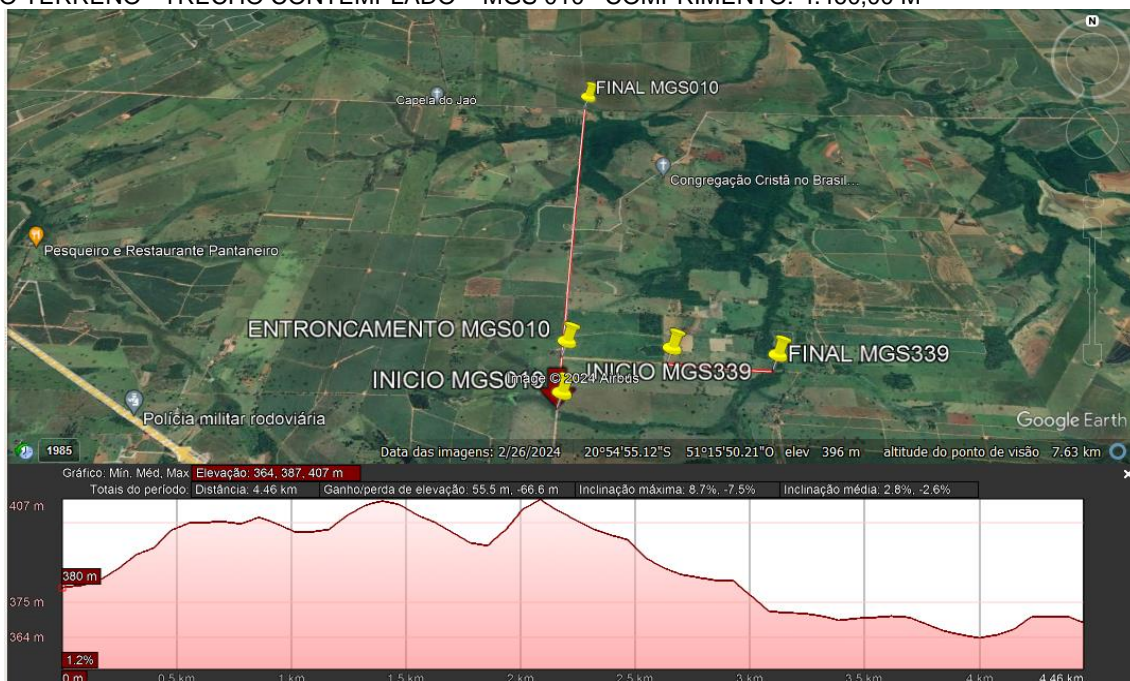 O TERRENO - TRECHO CONTEMPLADO – MGS 010 - COMPRIMENTO: 4.460,00 M
N
FINAL MGS010
Capela do Jaó
Congregação Cristã no Brasil...
Pesqueiro e Restaurante Pantaneiro
ENTRONCAMENTO MGS010
FINAL MGS339
INICIO MGS339
INICIO MGS010
Image © 2024 Airbus
Polícia militar rodoviária
Google Earth
1985
Data das imagens: 2/26/2024 20°54'55.12"S 51°15'50.21"O elev 396 m altitude do ponto de visão 7.63 km
Gráfico: Mín, Méd, Max Elevação: 364, 387, 407 m
Totais do período: Distância: 4.46 km Ganho/perda de elevação: 55.5 m, -66.6 m Inclinação máxima: 8.7%, -7.5% Inclinação média: 2.8%, -2.6%
407 m
380 m
375 m
364 m
1.2%
0 m 0.5 km 1 km 1.5 km 2 km 2.5 km 3 km 3.5 km 4 km 4.46 km